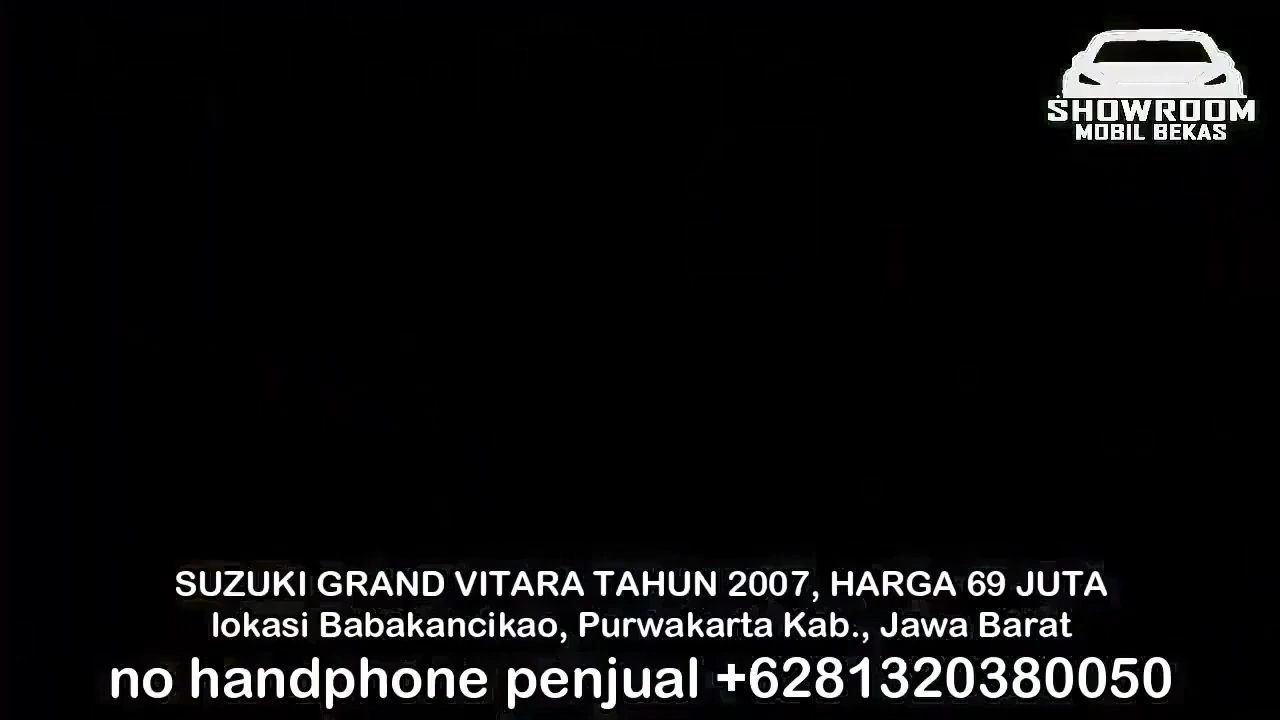 SHOWROOM
MOBIL BEKAS
SUZUKI GRAND VITARA TAHUN 2007, HARGA 69 JUTA
lokasi Babakancikao, Purwakarta Kab., Jawa Barat
no handphone penjual +6281320380050